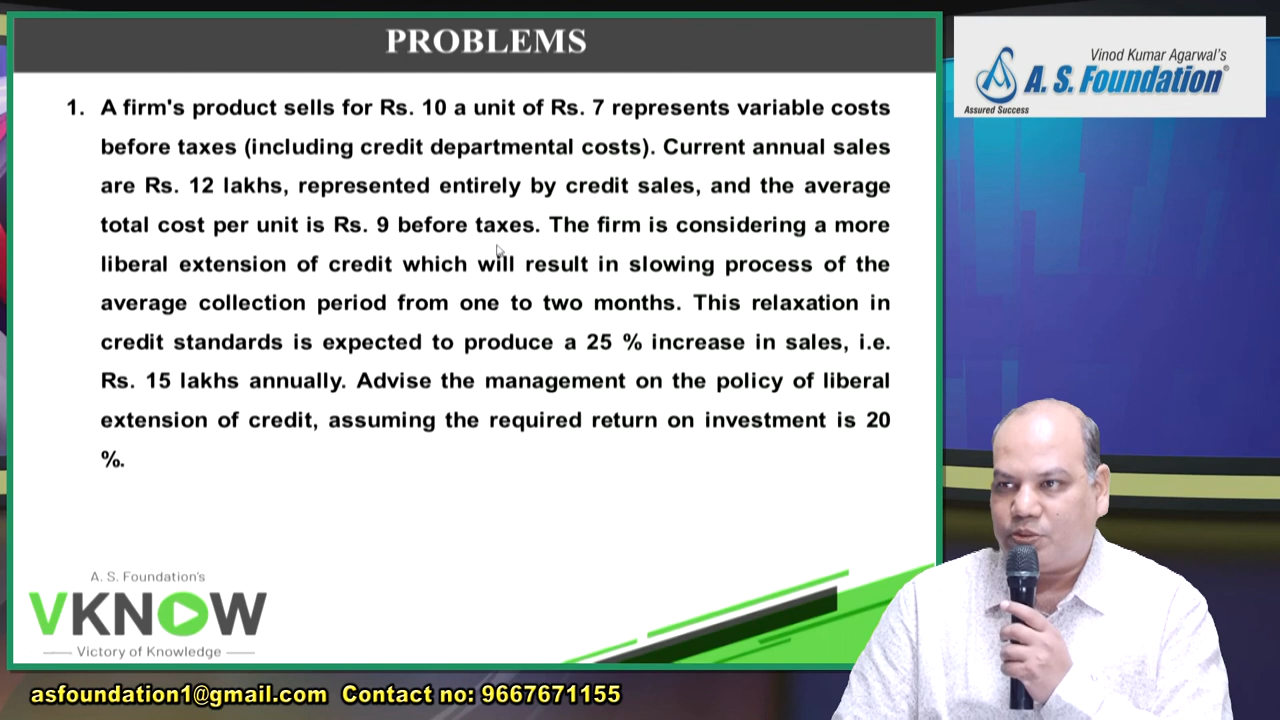 PROBLEMS
Vinod Kumar Agarwal's
A. S. Foundation®
Assured Success
1. A firm's product sells for Rs. 10 a unit of Rs. 7 represents variable costs
before taxes (including credit departmental costs). Current annual sales
are Rs. 12 lakhs, represented entirely by credit sales, and the average
total cost per unit is Rs. 9 before taxes. The firm is considering a more
liberal extension of credit which will result in slowing process of the
average collection period from one to two months. This relaxation in
credit standards is expected to produce a 25 % increase in sales, i.e.
Rs. 15 lakhs annually. Advise the management on the policy of liberal
extension of credit, assuming the required return on investment is 20
%.
A. S. Foundation's
VKNOW
Victory of Knowledge
asfoundation1@gmail.com Contact no: 9667671155